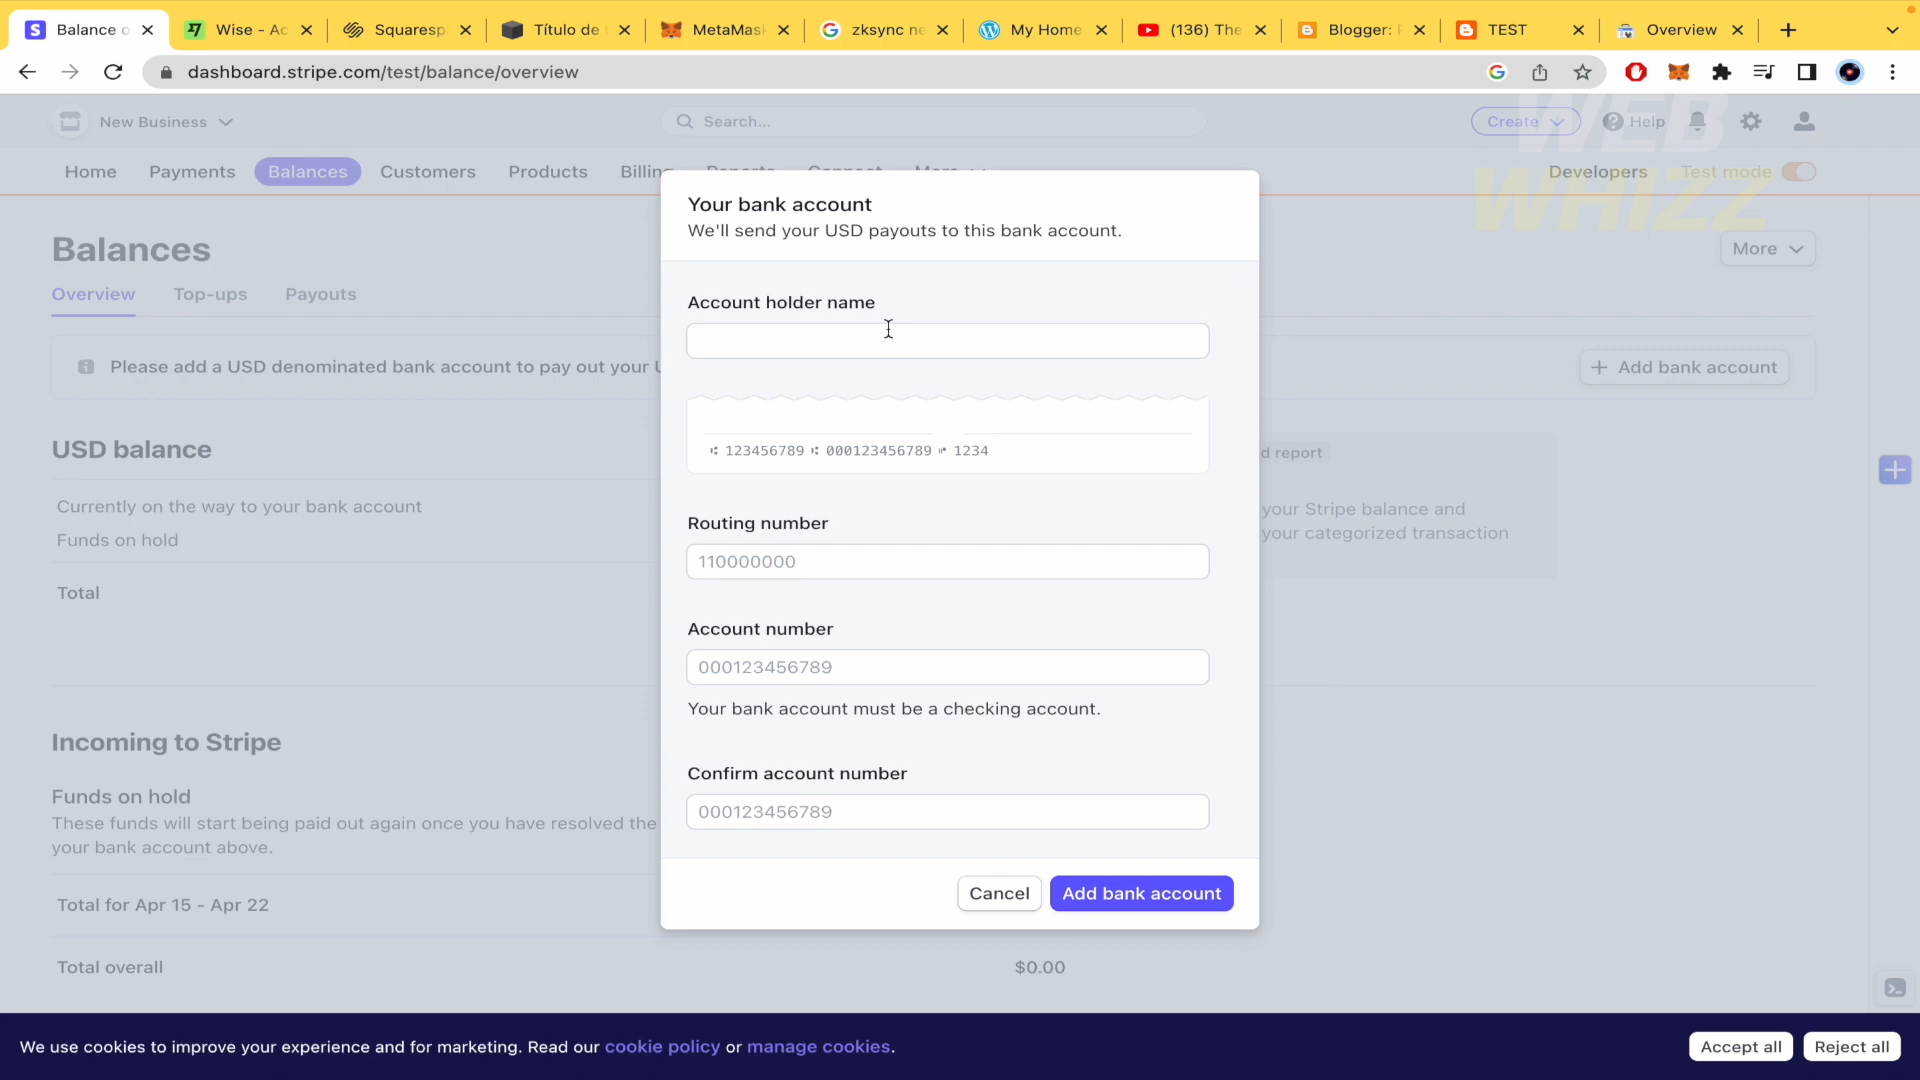 Balance o
Wise - Ac
Squaresp
Título de
MetaMas
zksync ne
My Home
(136) The
Blogger: P
TEST
Overview
dashboard.stripe.com/test/balance/overview
New Business
Search...
Create
Help
WEB
WHIZZ
Home
Payments
Balances
Customers
Products
Billing
Reports
Connect
More
Developers
Test mode
Balances
More
Overview
Top-ups
Payouts
Please add a USD denominated bank account to pay out your U
Add bank account
USD balance
Currently on the way to your bank account
Funds on hold
Total
d report
your Stripe balance and
your categorized transaction
Incoming to Stripe
Funds on hold
These funds will start being paid out again once you have resolved the
your bank account above.
Total for Apr 15 - Apr 22
Total overall
$0.00
Your bank account
We'll send your USD payouts to this bank account.
Account holder name
⑆ 123456789 ⑆ 000123456789 ⑈ 1234
Routing number
110000000
Account number
000123456789
Your bank account must be a checking account.
Confirm account number
000123456789
Cancel
Add bank account
We use cookies to improve your experience and for marketing. Read our cookie policy or manage cookies.
Accept all
Reject all